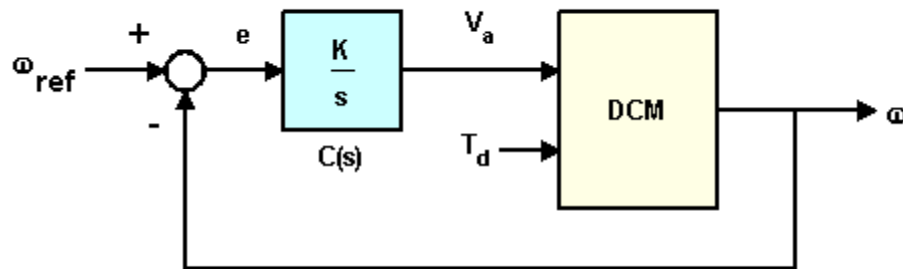 +
e
V_a
ω_ref
K
s
DCM
ω
-
T_d
C(s)